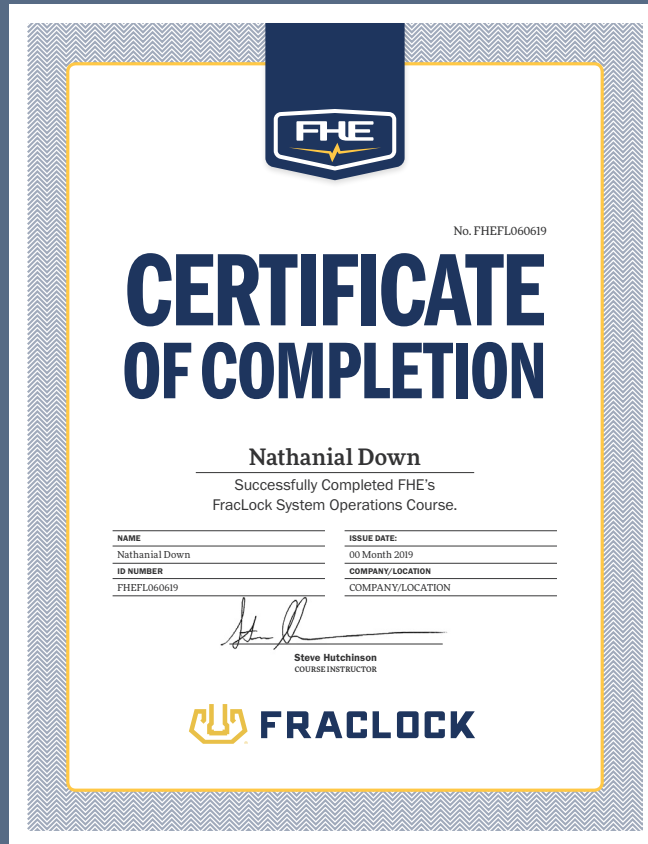 FHE
No. FHEFL060619
CERTIFICATE
OF COMPLETION
Nathanial Down
Successfully Completed FHE's
FracLock System Operations Course.
NAME
Nathanial Down
ID NUMBER
FHEFL060619
ISSUE DATE:
00 Month 2019
COMPANY/LOCATION
COMPANY/LOCATION
Steve Hutchinson
COURSE INSTRUCTOR
FRACLOCK